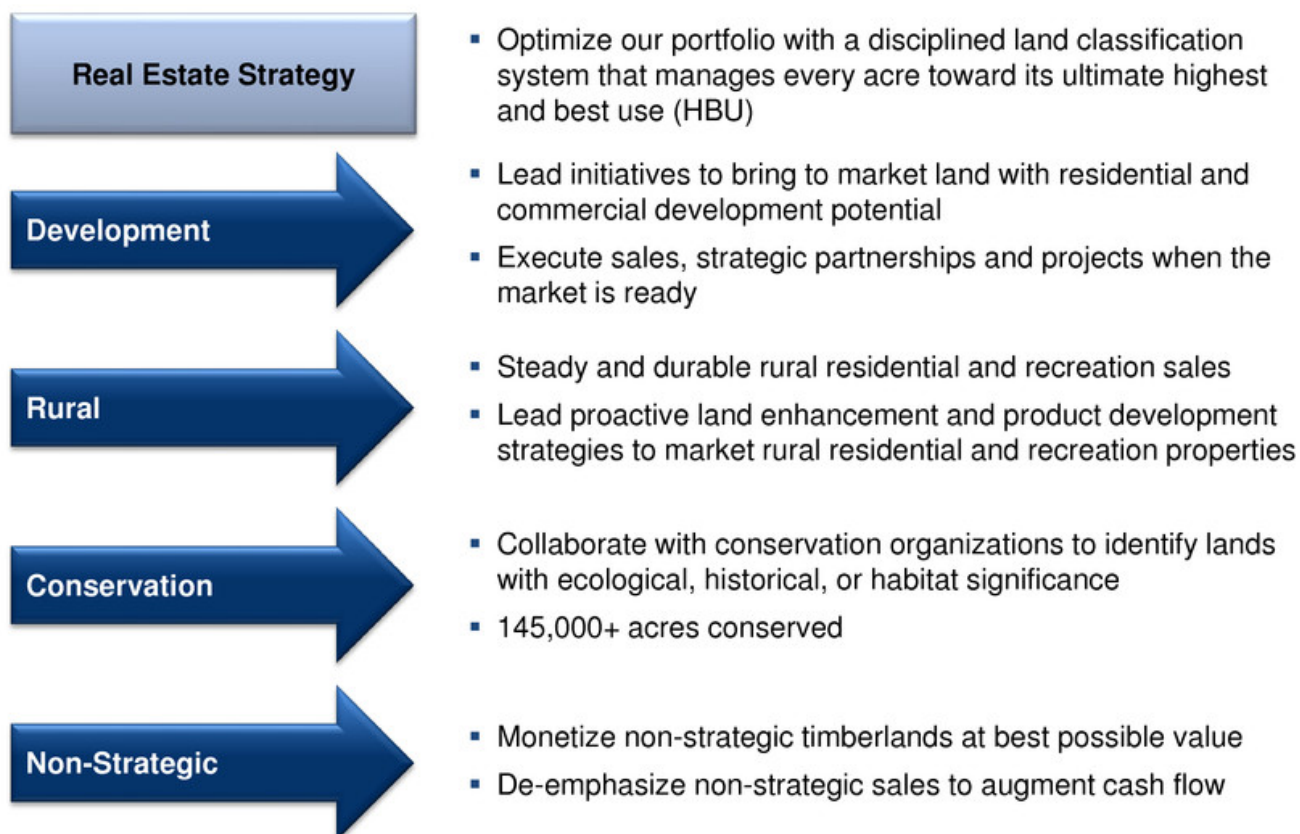 Real Estate Strategy
▪ Optimize our portfolio with a disciplined land classification
system that manages every acre toward its ultimate highest
and best use (HBU)
Development
▪ Lead initiatives to bring to market land with residential and
commercial development potential
▪ Execute sales, strategic partnerships and projects when the
market is ready
Rural
▪ Steady and durable rural residential and recreation sales
▪ Lead proactive land enhancement and product development
strategies to market rural residential and recreation properties
Conservation
▪ Collaborate with conservation organizations to identify lands
with ecological, historical, or habitat significance
▪ 145,000+ acres conserved
Non-Strategic
▪ Monetize non-strategic timberlands at best possible value
▪ De-emphasize non-strategic sales to augment cash flow